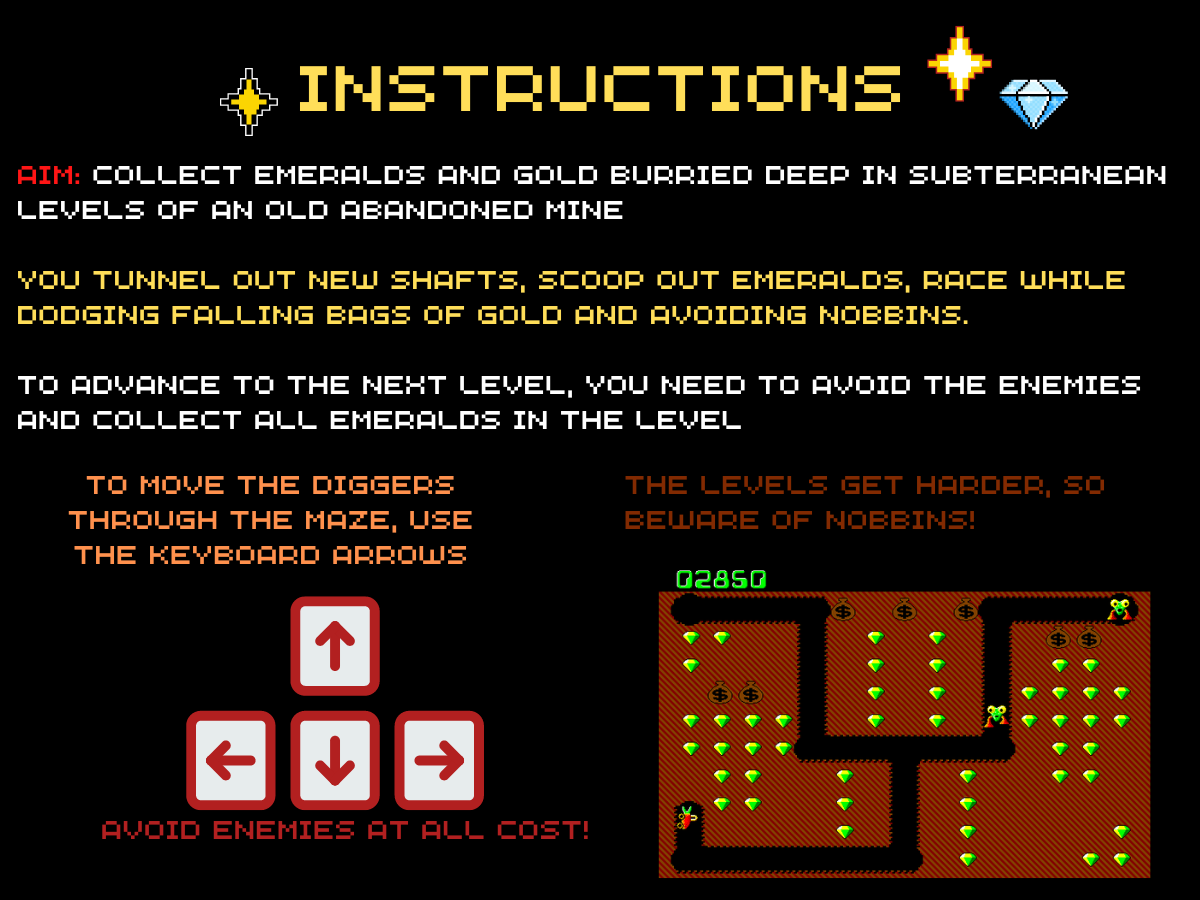 INSTRUCTIONS
AIM: COLLECT EMERALDS AND GOLD BURRIED DEEP IN SUBTERRANEAN
LEVELS OF AN OLD ABANDONED MINE
YOU TUNNEL OUT NEW SHAFTS, SCOOP OUT EMERALDS, RACE WHILE
DODGING FALLING BAGS OF GOLD AND AVOIDING NOBBINS.
TO ADVANCE TO THE NEXT LEVEL, YOU NEED TO AVOID THE ENEMIES
AND COLLECT ALL EMERALDS IN THE LEVEL
TO MOVE THE DIGGERS
THROUGH THE MAZE, USE
THE KEYBOARD ARROWS
AVOID ENEMIES AT ALL COST!
THE LEVELS GET HARDER, SO
BEWARE OF NOBBINS!
02850
$ $ $
$ $
$ $